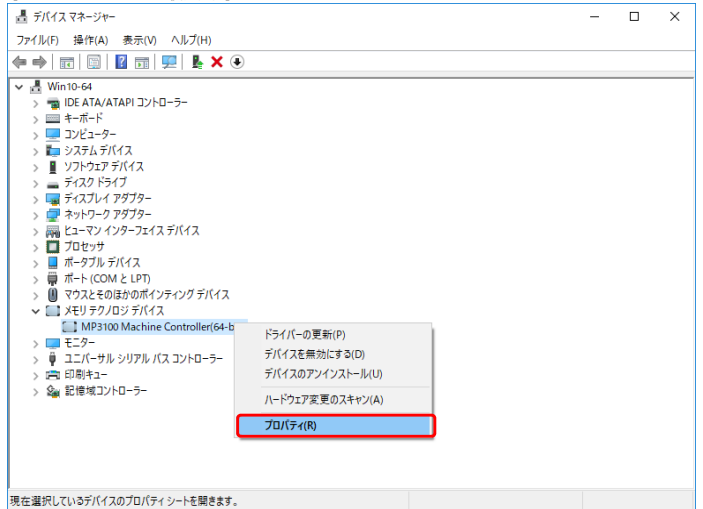 デバイス マネージャー
ファイル(F) 操作(A) 表示(V) ヘルプ(H)
Win10-64
IDE ATA/ATAPI コントローラー
キーボード
コンピューター
システム デバイス
ソフトウェア デバイス
ディスク ドライブ
ディスプレイ アダプター
ネットワーク アダプター
ヒューマン インターフェイス デバイス
プロセッサ
ポータブル デバイス
ポート (COM と LPT)
マウスとそのほかのポインティング デバイス
メモリ テクノロジ デバイス
MP3100 Machine Controller(64-b
モニター
ユニバーサル シリアル バス コントローラー
印刷キュー
記憶域コントローラー
ドライバーの更新(P)
デバイスを無効にする(D)
デバイスのアンインストール(U)
ハードウェア変更のスキャン(A)
プロパティ(R)
現在選択しているデバイスのプロパティ シートを開きます。